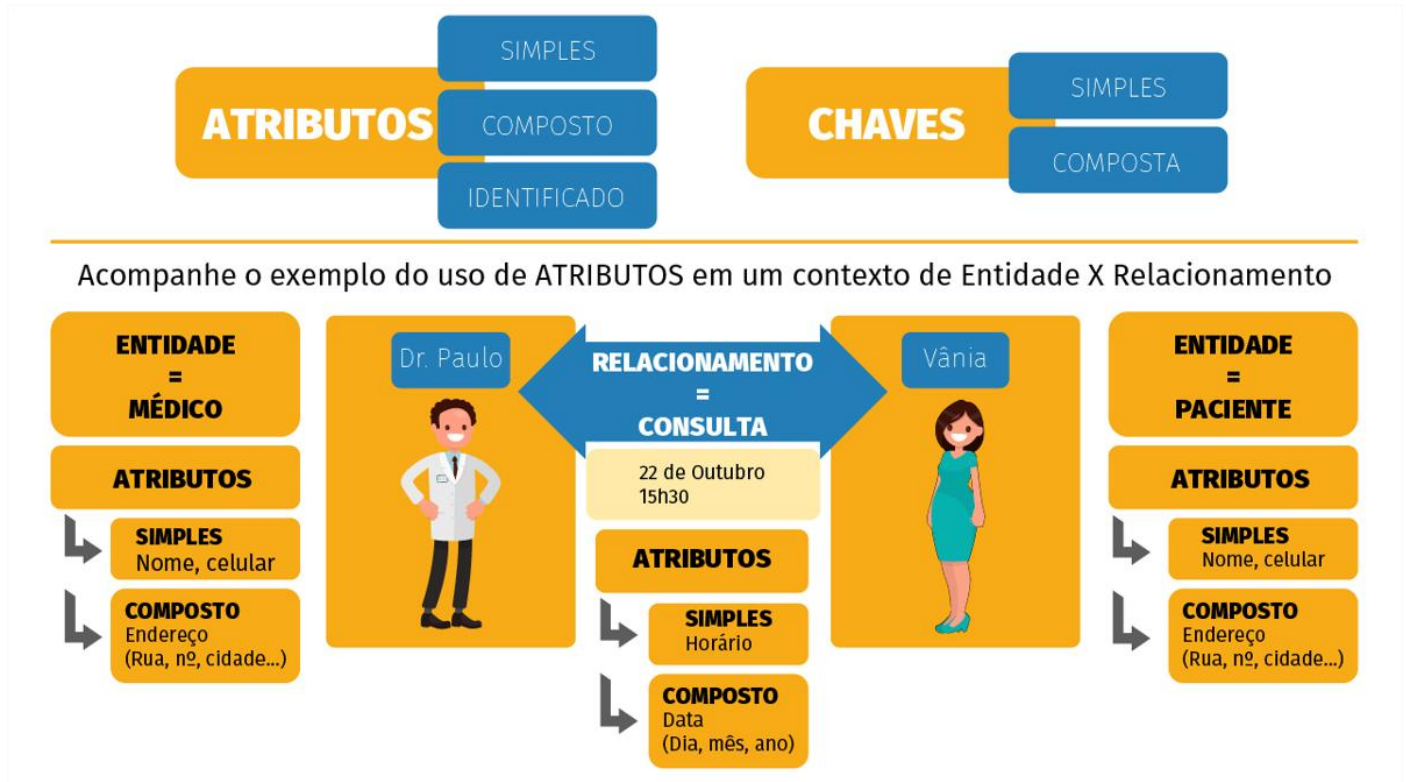 ATRIBUTOS
SIMPLES
COMPOSTO
IDENTIFICADO
CHAVES
SIMPLES
COMPOSTA
Acompanhe o exemplo do uso de ATRIBUTOS em um contexto de Entidade X Relacionamento
ENTIDADE
=
MÉDICO
ATRIBUTOS
SIMPLES
Nome, celular
COMPOSTO
Endereço
(Rua, nº, cidade...)
Dr. Paulo
RELACIONAMENTO
=
CONSULTA
22 de Outubro
15h30
ATRIBUTOS
SIMPLES
Horário
COMPOSTO
Data
(Dia, mês, ano)
Vânia
ENTIDADE
=
PACIENTE
ATRIBUTOS
SIMPLES
Nome, celular
COMPOSTO
Endereço
(Rua, nº, cidade...)